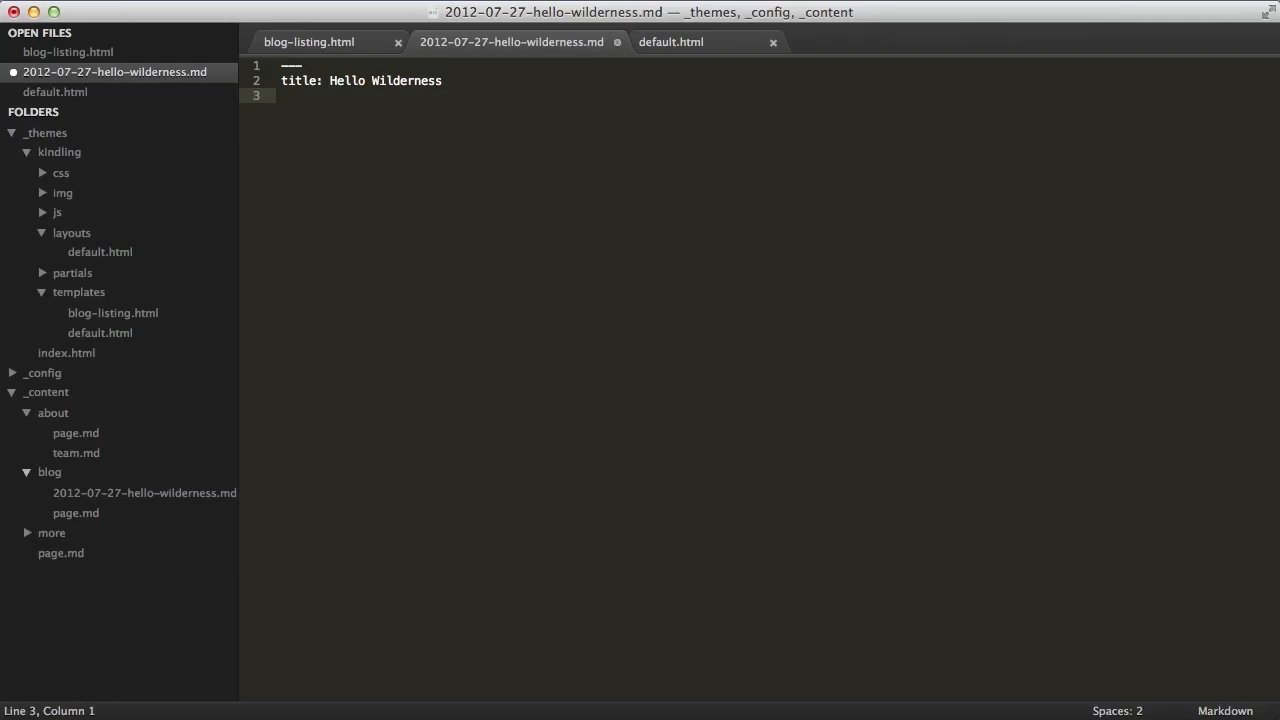 2012-07-27-hello-wilderness.md — _themes, _config, _content
OPEN FILES
blog-listing.html
2012-07-27-hello-wilderness.md
default.html
FOLDERS
_themes
kindling
css
img
js
layouts
default.html
partials
templates
blog-listing.html
default.html
index.html
_config
_content
about
page.md
team.md
blog
2012-07-27-hello-wilderness.md
page.md
more
page.md
blog-listing.html
2012-07-27-hello-wilderness.md
default.html
1 ---
2 title: Hello Wilderness
3
Line 3, Column 1
Spaces: 2
Markdown